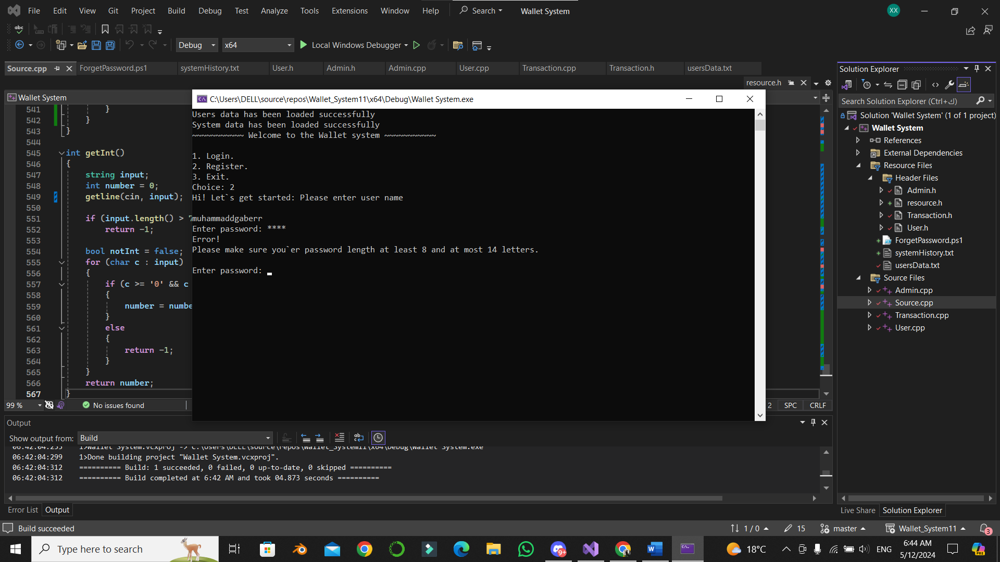 File Edit View Git Project Build Debug Test Analyze Tools Extensions Window Help Search Wallet System XX
abc
Debug x64 Local Windows Debugger
Source.cpp ForgetPassword.ps1 systemHistory.txt User.h Admin.h Admin.cpp User.cpp Transaction.cpp Transaction.h usersData.txt
resource.h
Wallet System
541 }
542 }
543 }
544
545 int getInt()
546 {
547 string input;
548 int number = 0;
549 getline(cin, input);
550
551 if (input.length() > 7
552 return -1;
553
554 bool notInt = false;
555 for (char c : input)
556 {
557 if (c >= '0' && c
558 {
559 number = numbe
560 }
561 else
562 {
563 return -1;
564 }
565 }
566 return number;
567 }
99 % No issues found 2 SPC CRLF
C:\Users\DELL\source\repos\Wallet_System11\x64\Debug\Wallet System.exe
Users data has been loaded successfully
System data has been loaded successfully
~~~~~~~~~~~ Welcome to the Wallet system ~~~~~~~~~~~
1. Login.
2. Register.
3. Exit.
Choice: 2
Hi! Let`s get started: Please enter user name
muhammaddgaberr
Enter password: ****
Error!
Please make sure you`er password length at least 8 and at most 14 letters.
Enter password:
Output
Show output from: Build
06:42:04:255 1>Wallet System.vcxproj -> C:\Users\DELL\source\repos\Wallet_System11\x64\Debug\Wallet System.exe
06:42:04:299 1>Done building project "Wallet System.vcxproj".
06:42:04:312 ========== Build: 1 succeeded, 0 failed, 0 up-to-date, 0 skipped ==========
06:42:04:312 ========== Build completed at 6:42 AM and took 04.873 seconds ==========
Error List Output
Solution Explorer
Search Solution Explorer (Ctrl+ك)
Solution 'Wallet System' (1 of 1 project)
Wallet System
References
External Dependencies
Resource Files
Header Files
Admin.h
resource.h
Transaction.h
User.h
ForgetPassword.ps1
systemHistory.txt
usersData.txt
Source Files
Admin.cpp
Source.cpp
Transaction.cpp
User.cpp
Live Share Solution Explorer
Build succeeded 1 / 0 15 master Wallet_System11 3
Type here to search 9+ 18°C ENG 6:44 AM
5/12/2024
PRE